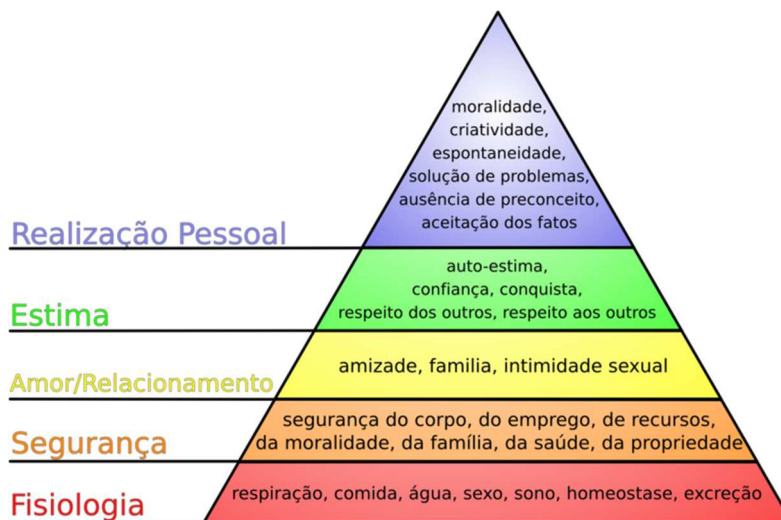 moralidade,
criatividade,
espontaneidade,
solução de problemas,
ausência de preconceito,
aceitação dos fatos
Realização Pessoal
auto-estima,
confiança, conquista,
respeito dos outros, respeito aos outros
Estima
amizade, familia, intimidade sexual
Amor/Relacionamento
segurança do corpo, do emprego, de recursos,
da moralidade, da família, da saúde, da propriedade
Segurança
respiração, comida, água, sexo, sono, homeostase, excreção
Fisiologia